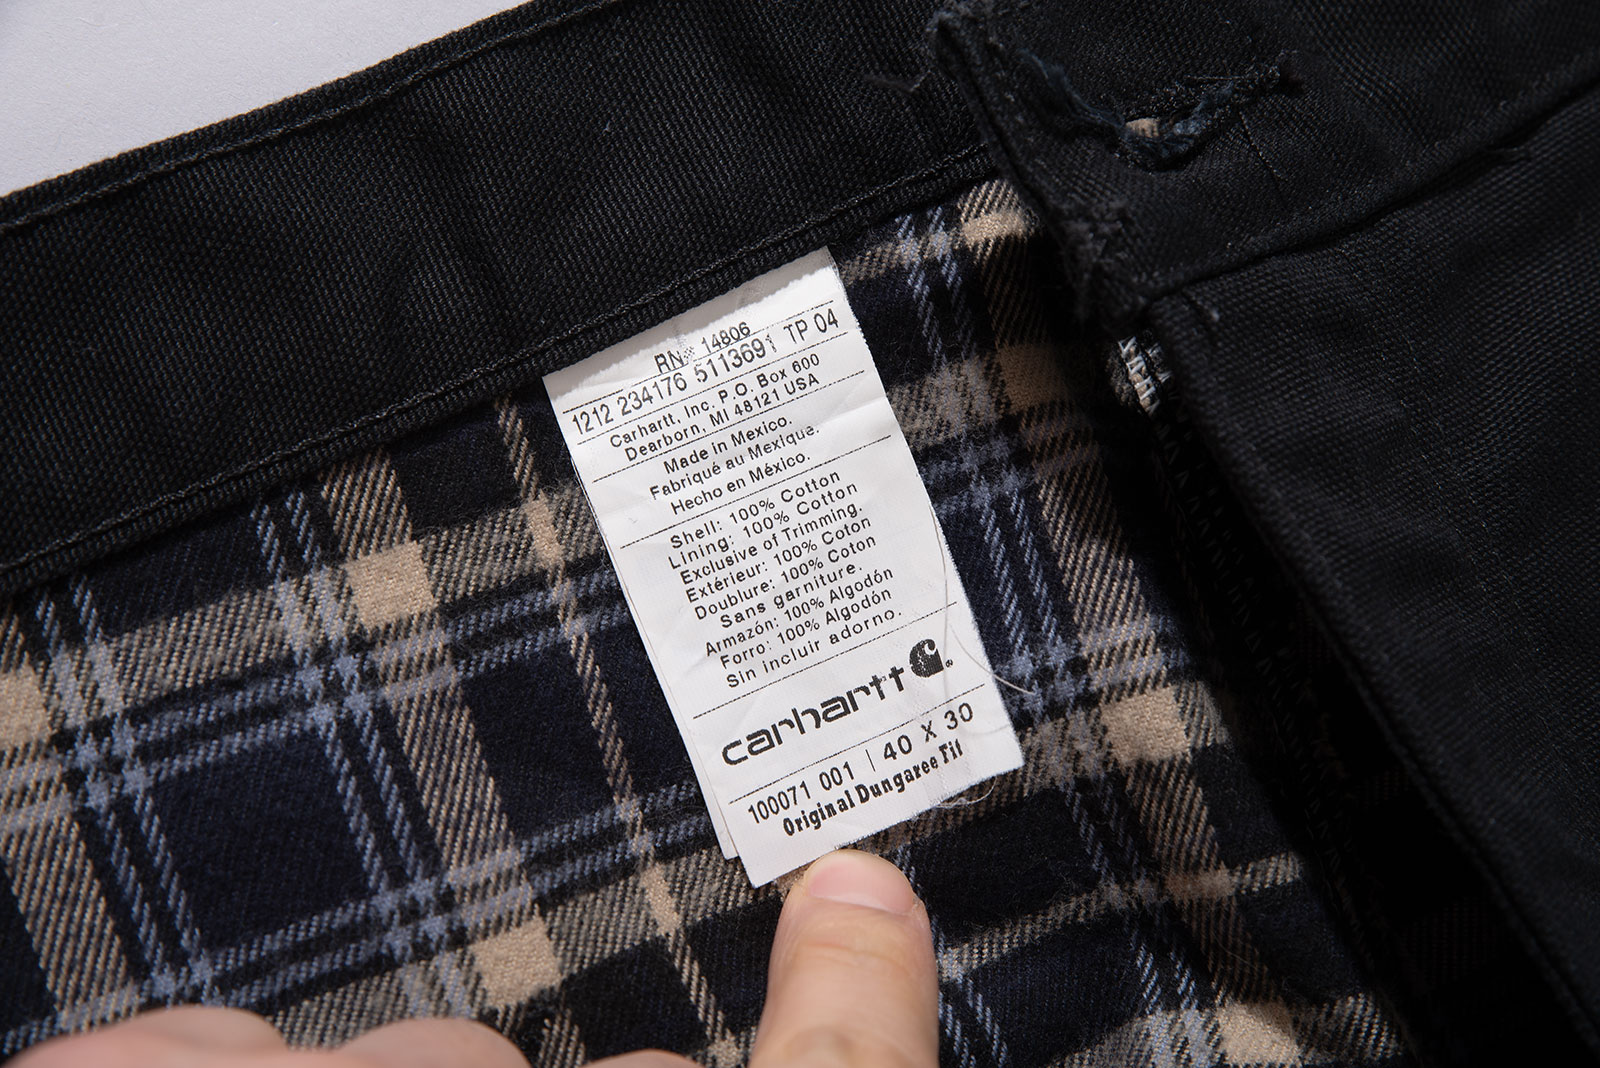 RN# 14806
1212 234176 5113691 TP 04
Carhartt, Inc. P.O. Box 600
Dearborn, MI 48121 USA
Made in Mexico.
Fabriqué au Mexique.
Hecho en México.
Shell: 100% Cotton
Lining: 100% Cotton
Exclusive of Trimming.
Extérieur: 100% Coton
Doublure: 100% Coton
Sans garniture.
Armazón: 100% Algodón
Forro: 100% Algodón
Sin incluir adorno.
carhartt
100071 001 | 40 X 30
Original Dungaree Fit